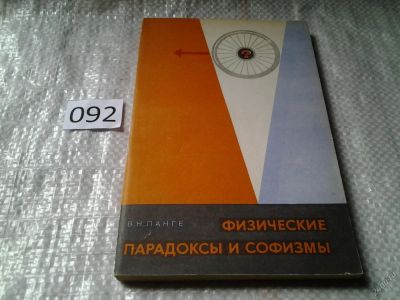 ?
092
В.Н.ЛАНГЕ
ФИЗИЧЕСКИЕ
ПАРАДОКСЫ И СОФИЗМЫ